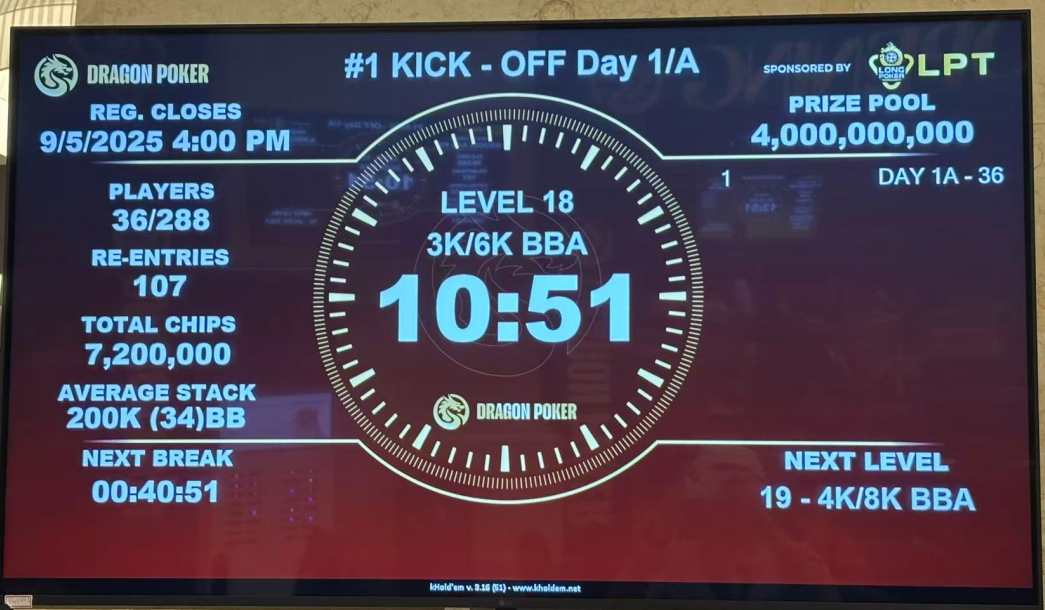 DRAGON POKER
#1 KICK - OFF Day 1/A
SPONSORED BY
LONG POKER
LPT
REG. CLOSES
9/5/2025 4:00 PM
PRIZE POOL
4,000,000,000
1 DAY 1A - 36
PLAYERS
36/288
RE-ENTRIES
107
TOTAL CHIPS
7,200,000
AVERAGE STACK
200K (34)BB
NEXT BREAK
00:40:51
LEVEL 18
3K/6K BBA
10:51
DRAGON POKER
NEXT LEVEL
19 - 4K/8K BBA
kHold'em v. 3.16 (51) - www.kholdem.net